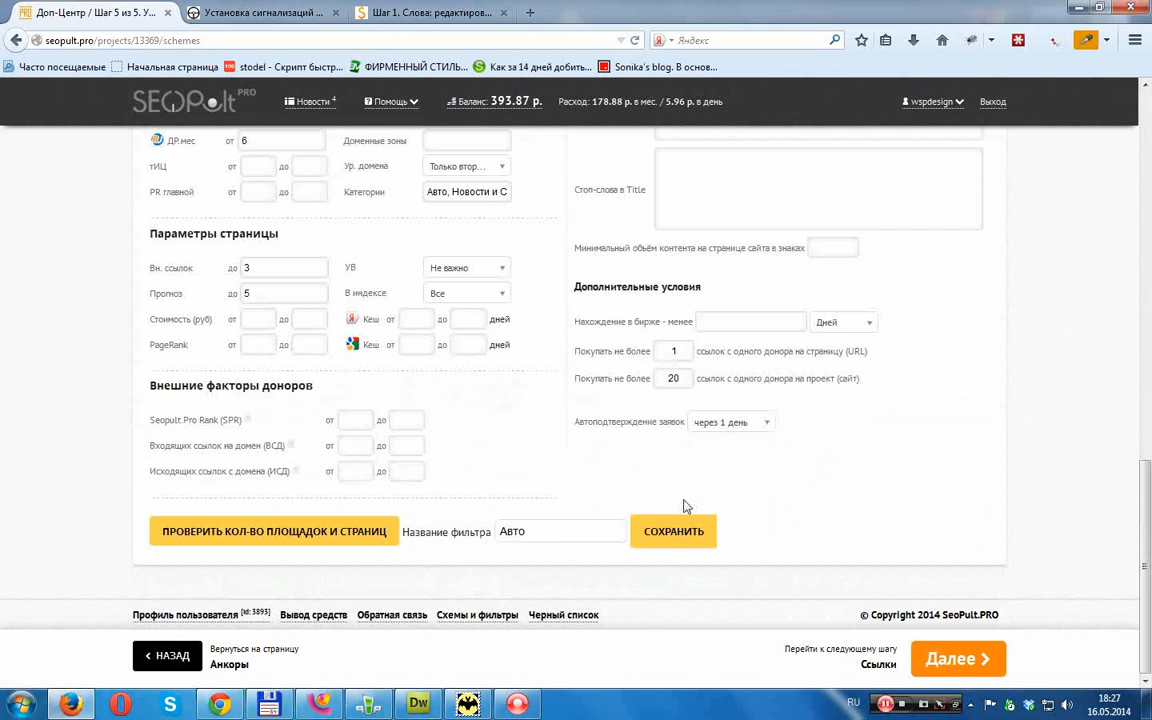 Доп-Центр / Шаг 5 из 5. У...
Установка сигнализаций ...
Шаг 1. Слова: редактиров...
seopult.pro/projects/13369/schemes
Яндекс
Часто посещаемые
Начальная страница
stodel - Скрипт быстр...
ФИРМЕННЫЙ СТИЛЬ...
Как за 14 дней добить...
Sonika's blog. В основ...
SEOPult PRO
Новости 4
Помощь
Баланс: 393.87 р.
Расход: 178.88 р. в мес. / 5.96 р. в день
wspdesign
Выход
ДР.мес от 6 Доменные зоны
тИЦ от до Ур. домена Только втор...
PR главной от до Категории Авто, Новости и С
Стоп-слова в Title
Параметры страницы
Минимальный объём контента на странице сайта в знаках
Вн. ссылок до 3 УВ Не важно
Прогноз до 5 В индексе Все
Стоимость (руб) от до Кеш от до дней
PageRank от до Кеш от до дней
Дополнительные условия
Нахождение в бирже - менее Дней
Покупать не более 1 ссылок с одного донора на страницу (URL)
Покупать не более 20 ссылок с одного донора на проект (сайт)
Автоподтверждение заявок через 1 день
Внешние факторы доноров
Seopult.Pro Rank (SPR) от до
Входящих ссылок на домен (ВСД) от до
Исходящих ссылок с домена (ИСД) от до
ПРОВЕРИТЬ КОЛ-ВО ПЛОЩАДОК И СТРАНИЦ Название фильтра Авто СОХРАНИТЬ
Профиль пользователя [id: 3893] Вывод средств Обратная связь Схемы и фильтры Черный список
© Copyright 2014 SeoPult.PRO
НАЗАД
Вернуться на страницу
Анкоры
Перейти к следующему шагу
Ссылки
Далее
RU
18:27
16.05.2014